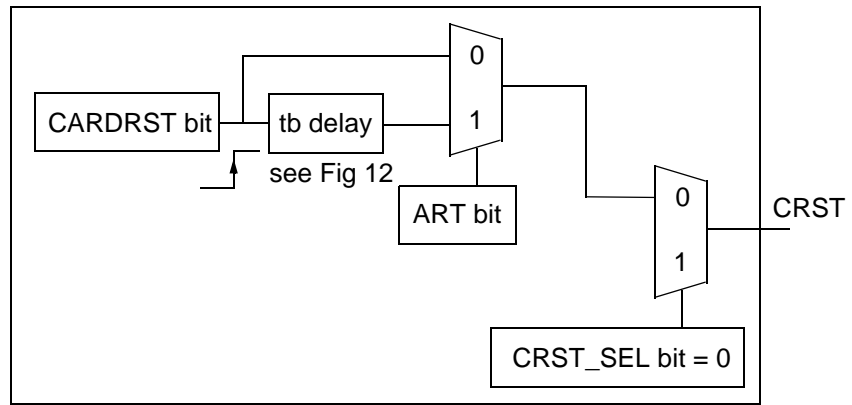 0
CARDRST bit
tb delay
1
see Fig 12
ART bit
0
CRST
1
CRST_SEL bit = 0